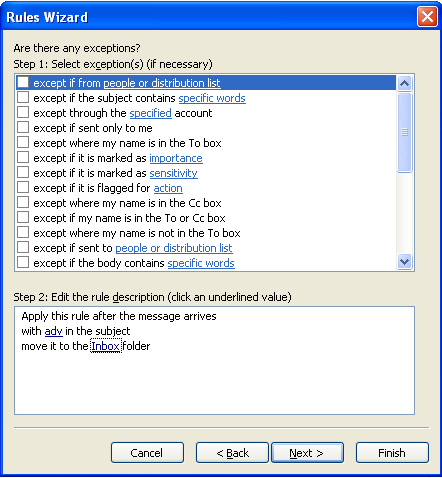 Rules Wizard
Are there any exceptions?
Step 1: Select exception(s) (if necessary)
except if from people or distribution list
except if the subject contains specific words
except through the specified account
except if sent only to me
except where my name is in the To box
except if it is marked as importance
except if it is marked as sensitivity
except if it is flagged for action
except where my name is in the Cc box
except if my name is in the To or Cc box
except where my name is not in the To box
except if sent to people or distribution list
except if the body contains specific words
Step 2: Edit the rule description (click an underlined value)
Apply this rule after the message arrives
with adv in the subject
move it to the Inbox folder
Cancel
< Back
Next >
Finish